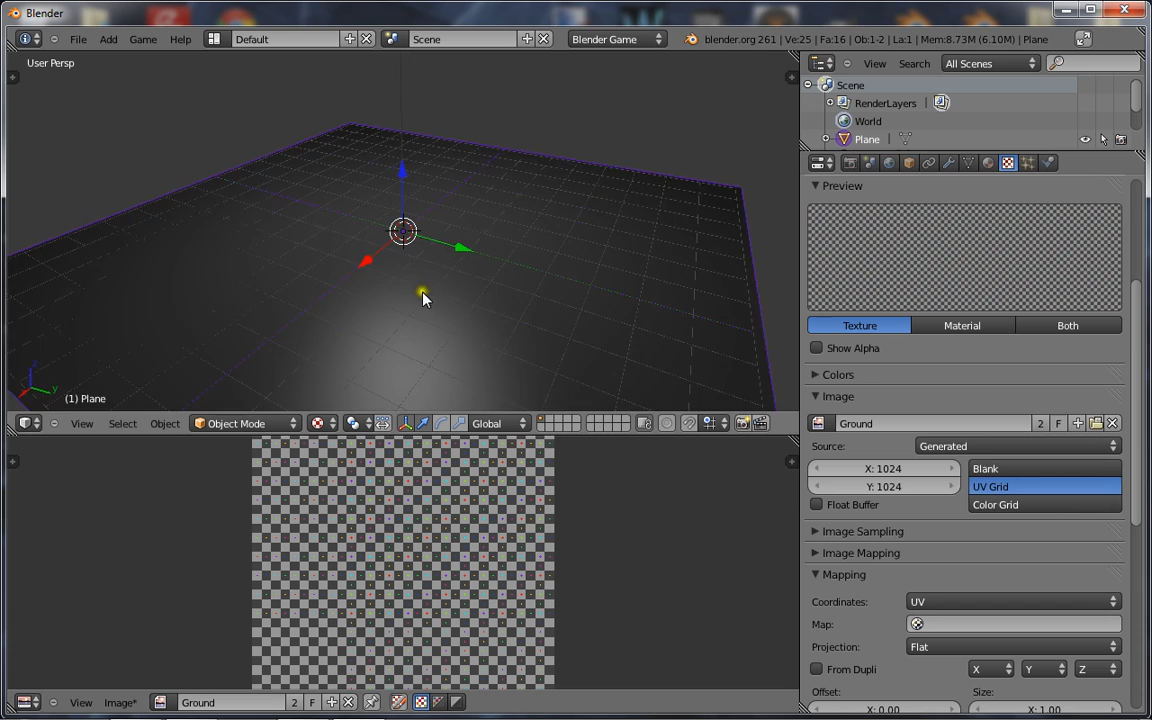 Blender
File Add Game Help Default Scene Blender Game blender.org 261 | Ve:25 | Fa:16 | Ob:1-2 | La:1 | Mem:8.73M (6.10M) | Plane
User Persp
View Search All Scenes
Scene
RenderLayers
World
Plane
Preview
Texture Material Both
Show Alpha
Colors
Image
Ground 2 F
Source: Generated
X: 1024 Blank
Y: 1024 UV Grid
Float Buffer Color Grid
Image Sampling
Image Mapping
Mapping
Coordinates: UV
Map:
Projection: Flat
From Dupli X Y Z
Offset: Size:
X: 0.00 X: 1.00
z
y
(1) Plane
View Select Object Object Mode Global
View Image* Ground 2 F